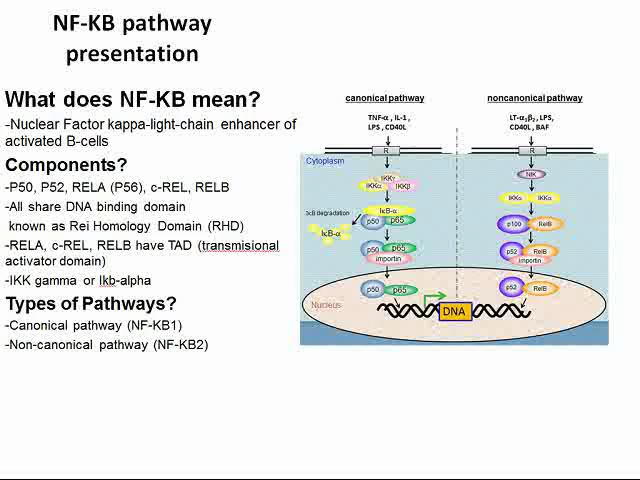 NF-KB pathway
presentation
What does NF-KB mean?
-Nuclear Factor kappa-light-chain enhancer of
activated B-cells
Components?
-P50, P52, RELA (P56), c-REL, RELB
-All share DNA binding domain
known as Rei Homology Domain (RHD)
-RELA, c-REL, RELB have TAD (transmisional
activator domain)
-IKK gamma or Ikb-alpha
Types of Pathways?
-Canonical pathway (NF-KB1)
-Non-canonical pathway (NF-KB2)
canonical pathway
TNF-α , IL-1 ,
LPS , CD40L
R
Cytoplasm
IKKγ
IKKα IKKβ
IκB-α
p50 p65
IκB degradation
IκB-α
p50 p65
importin
p50 p65
Nucleus
DNA
noncanonical pathway
LT-α₁β₂ , LPS,
CD40L , BAF
R
NIK
IKKα IKKα
p100 RelB
p52 RelB
importin
p52 RelB